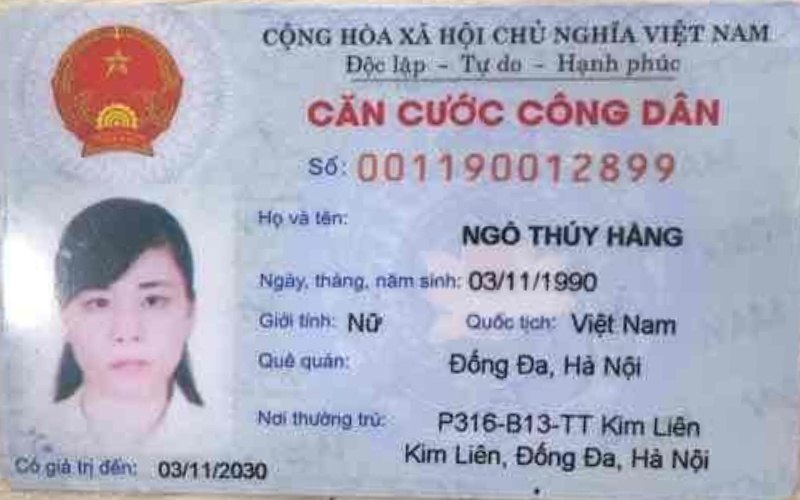 CỘNG HÒA XÃ HỘI CHỦ NGHĨA VIỆT NAM
Độc lập - Tự do - Hạnh phúc
CĂN CƯỚC CÔNG DÂN
Số: 001190012899
Họ và tên:
NGÔ THÚY HẰNG
Ngày, tháng, năm sinh: 03/11/1990
Giới tính: Nữ Quốc tịch: Việt Nam
Quê quán: Đống Đa, Hà Nội
Nơi thường trú: P316-B13-TT Kim Liên
Kim Liên, Đống Đa, Hà Nội
Có giá trị đến: 03/11/2030